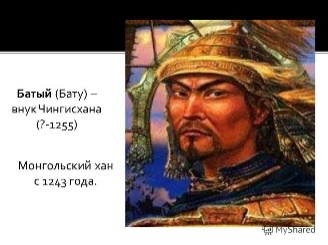 Батый (Бату) –
внук Чингисхана
(?-1255)
Монгольский хан
с 1243 года.
MyShared